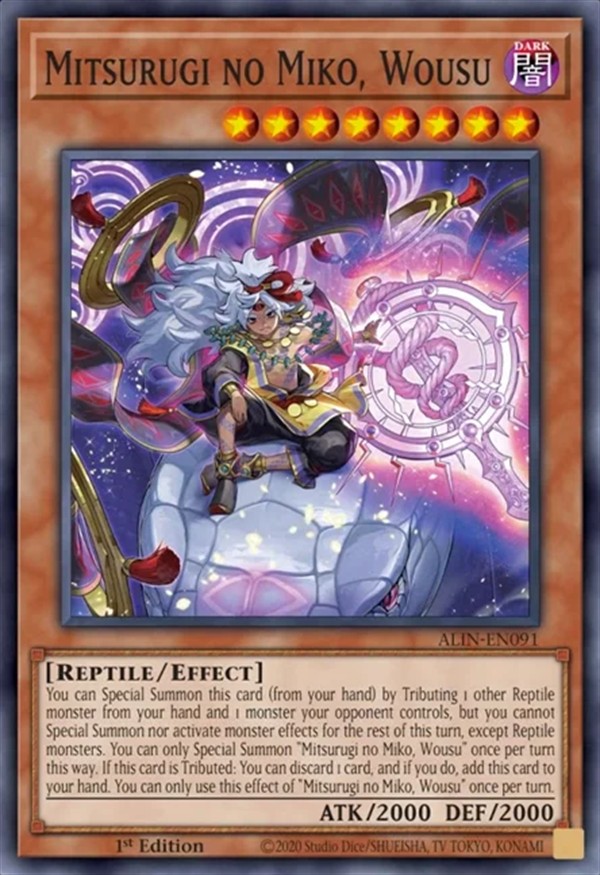 Mitsurugi no Miko, Wousu
DARK
闇
ALIN-EN091
[Reptile/Effect]
You can Special Summon this card (from your hand) by Tributing 1 other Reptile
monster from your hand and 1 monster your opponent controls, but you cannot
Special Summon nor activate monster effects for the rest of this turn, except Reptile
monsters. You can only Special Summon "Mitsurugi no Miko, Wousu" once per turn
this way. If this card is Tributed: You can discard 1 card, and if you do, add this card to
your hand. You can only use this effect of "Mitsurugi no Miko, Wousu" once per turn.
ATK/2000 DEF/2000
1st Edition
©2020 Studio Dice/SHUEISHA, TV TOKYO, KONAMI